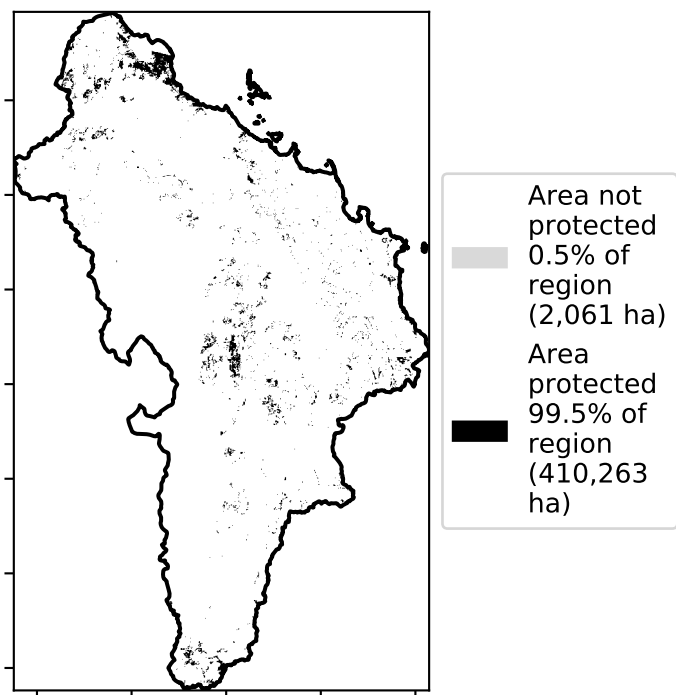 Area not
protected
0.5% of
region
(2,061 ha)
Area
protected
99.5% of
region
(410,263
ha)